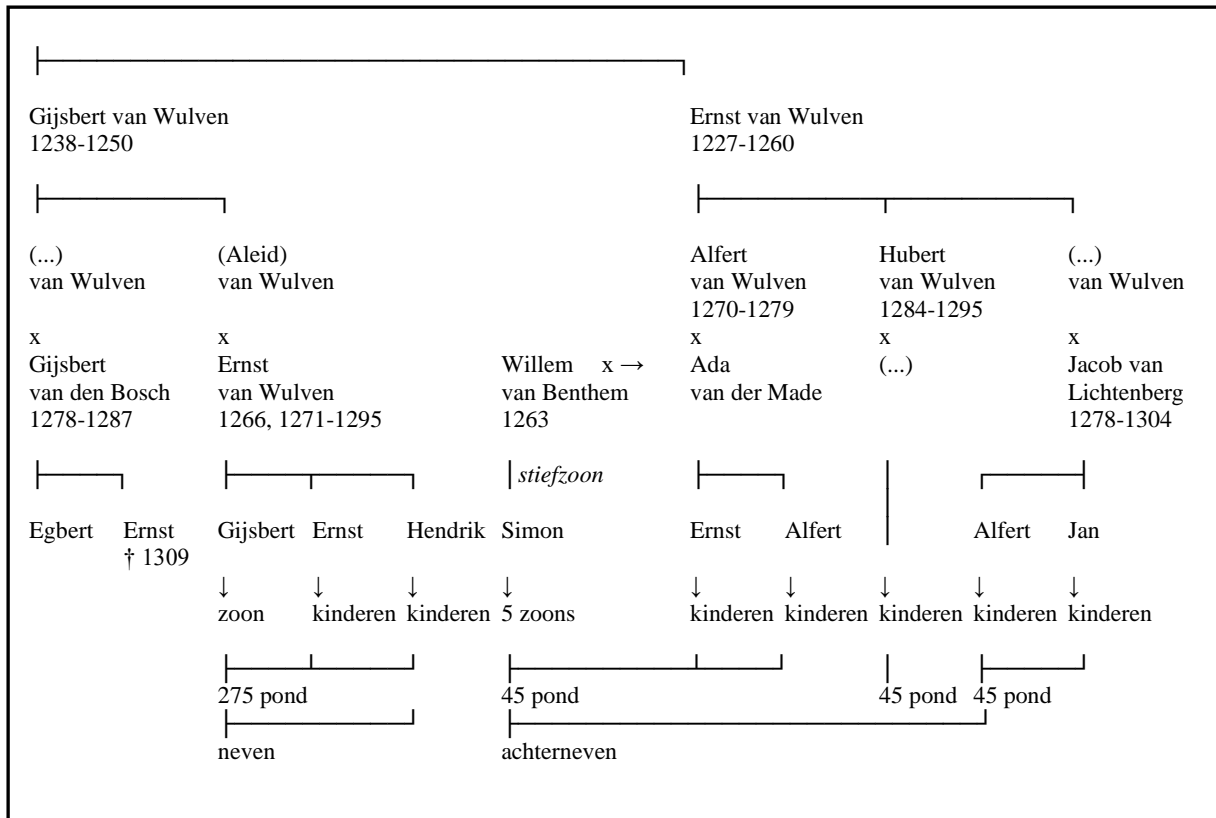 Gijsbert van Wulven Ernst van Wulven
1238-1250 1227-1260
(...) (Aleid) Alfert Hubert (...)
van Wulven van Wulven van Wulven van Wulven van Wulven
1270-1279 1284-1295
x x x x x
Gijsbert Ernst Willem x → Ada (...) Jacob van
van den Bosch van Wulven van Benthem van der Made Lichtenberg
1278-1287 1266, 1271-1295 1263 1278-1304
stiefzoon
Egbert Ernst Gijsbert Ernst Hendrik Simon Ernst Alfert Alfert Jan
† 1309
↓ ↓ ↓ ↓ ↓ ↓ ↓ ↓ ↓
zoon kinderen kinderen 5 zoons kinderen kinderen kinderen kinderen kinderen
275 pond 45 pond 45 pond 45 pond
neven achterneven